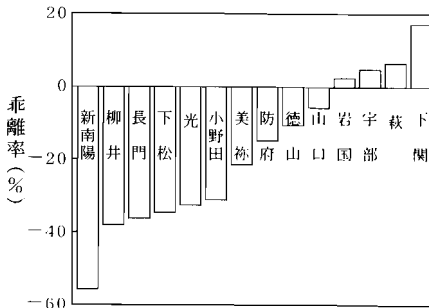 20
0
−20
−40
−60
乖離率(%)
新南陽
柳井
長門
下松
光
小野田
美祢
防府
徳山
山口
岩国
宇部
萩
下関